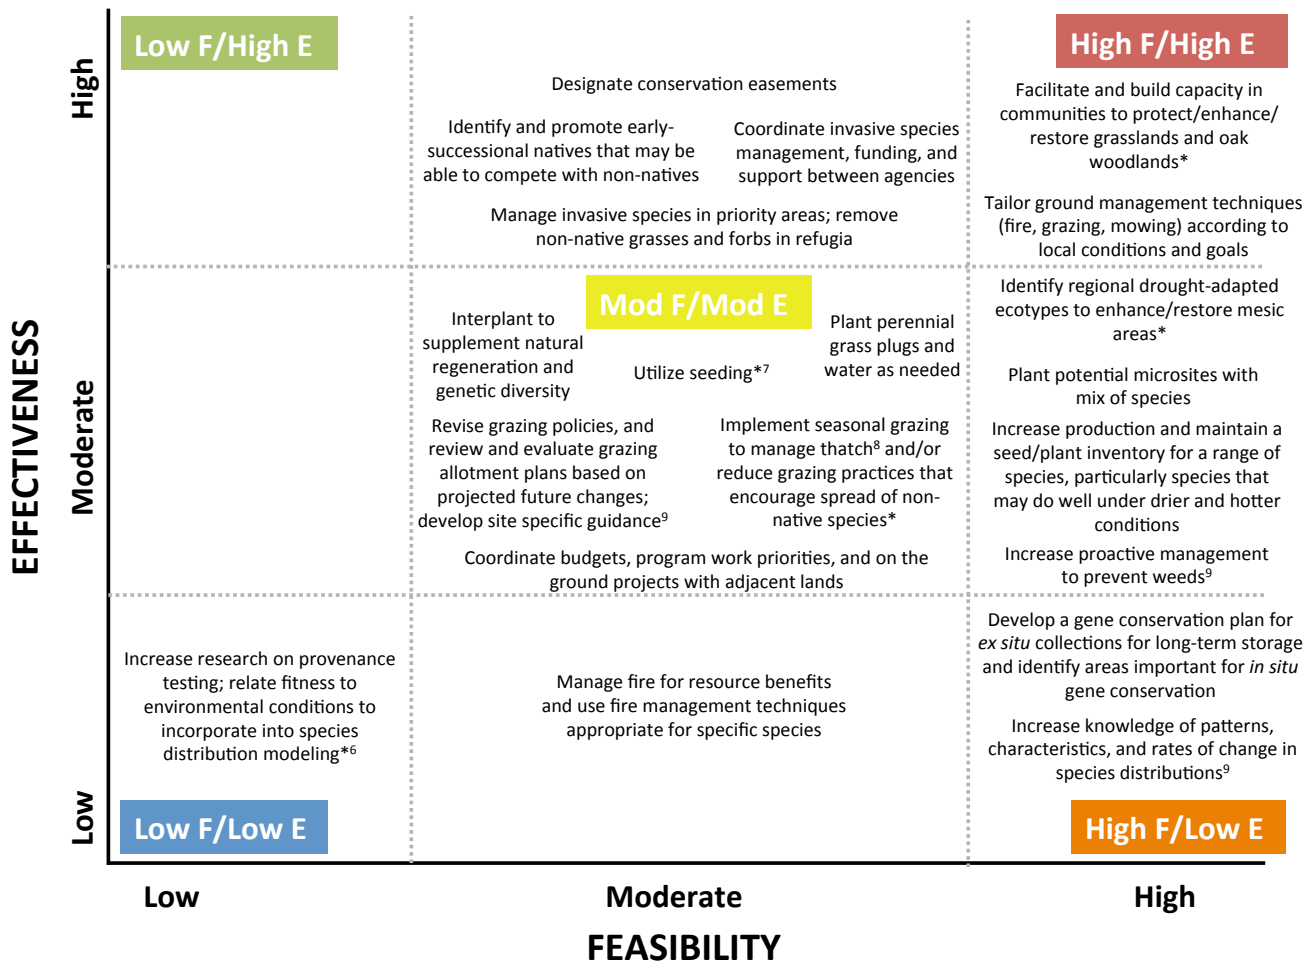 EFFECTIVENESS
High
Moderate
Low
Low F/High E
High F/High E
Designate conservation easements
Identify and promote early-
successional natives that may be
able to compete with non-natives
Coordinate invasive species
management, funding, and
support between agencies
Manage invasive species in priority areas; remove
non-native grasses and forbs in refugia
Facilitate and build capacity in
communities to protect/enhance/
restore grasslands and oak
woodlands*
Tailor ground management techniques
(fire, grazing, mowing) according to
local conditions and goals
Mod F/Mod E
Interplant to
supplement natural
regeneration and
genetic diversity
Utilize seeding*⁷
Plant perennial
grass plugs and
water as needed
Revise grazing policies, and
review and evaluate grazing
allotment plans based on
projected future changes;
develop site specific guidance⁹
Implement seasonal grazing
to manage thatch⁸ and/or
reduce grazing practices that
encourage spread of non-
native species*
Coordinate budgets, program work priorities, and on the
ground projects with adjacent lands
Identify regional drought-adapted
ecotypes to enhance/restore mesic
areas*
Plant potential microsites with
mix of species
Increase production and maintain a
seed/plant inventory for a range of
species, particularly species that
may do well under drier and hotter
conditions
Increase proactive management
to prevent weeds⁹
Increase research on provenance
testing; relate fitness to
environmental conditions to
incorporate into species
distribution modeling*⁶
Low F/Low E
Manage fire for resource benefits
and use fire management techniques
appropriate for specific species
Develop a gene conservation plan for
ex situ collections for long-term storage
and identify areas important for in situ
gene conservation
Increase knowledge of patterns,
characteristics, and rates of change in
species distributions⁹
High F/Low E
Low
Moderate
High
FEASIBILITY